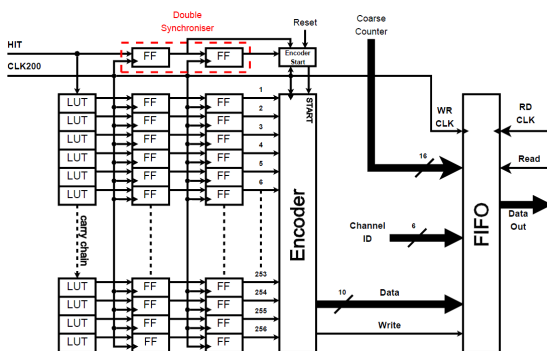 Double
Synchroniser
Reset
Coarse
Counter
HIT
FF
FF
Encoder
Start
CLK200
START
WR
CLK
RD
CLK
LUT FF FF 1
LUT FF FF 2
LUT FF FF 3
LUT FF FF 4
LUT FF FF 5
LUT FF FF 6
16
Read
Data
Out
Encoder
FIFO
carry chain
Channel
ID
6
LUT FF FF 253
LUT FF FF 254
LUT FF FF 255
LUT FF FF 256
10
Data
Write